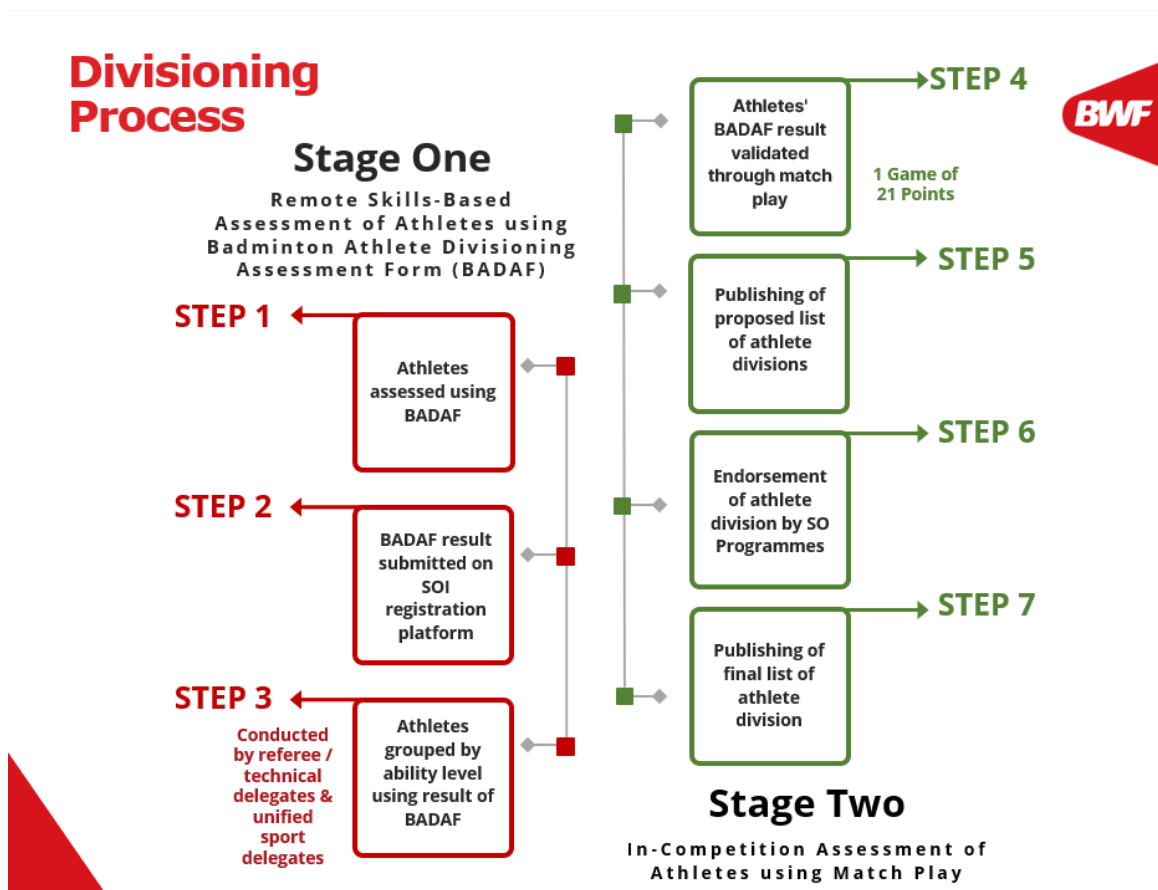 Divisioning
Process
Stage One
Remote Skills-Based
Assessment of Athletes using
Badminton Athlete Divisioning
Assessment Form (BADAF)
STEP 1
Athletes
assessed using
BADAF
STEP 2
BADAF result
submitted on
SOI
registration
platform
STEP 3
Conducted
by referee /
technical
delegates &
unified
sport
delegates
Athletes
grouped by
ability level
using result of
BADAF
STEP 4
Athletes'
BADAF result
validated
through match
play
1 Game of
21 Points
BWF
STEP 5
Publishing of
proposed list
of athlete
divisions
STEP 6
Endorsement
of athlete
division by SO
Programmes
STEP 7
Publishing of
final list of
athlete
division
Stage Two
In-Competition Assessment of
Athletes using Match Play